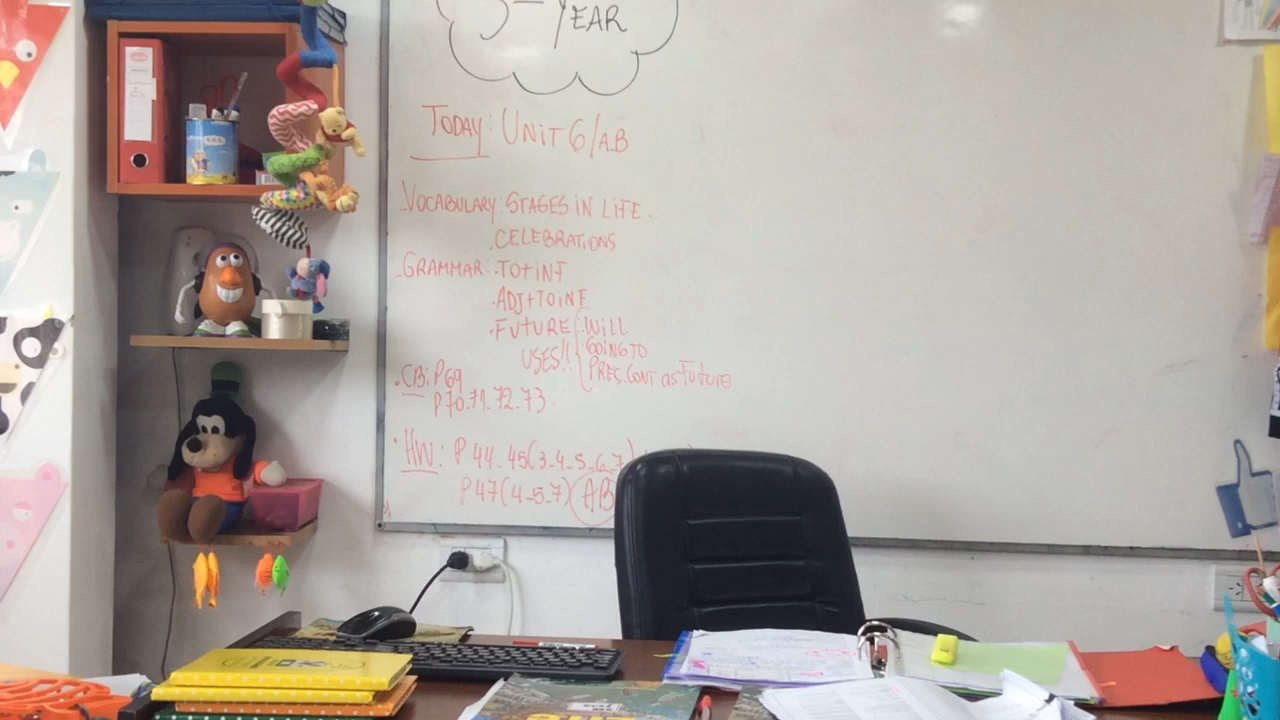 5TH YEAR
TODAY: UNIT 6/A.B
-VOCABULARY: STAGES IN LIFE.
.CELEBRATIONS
-GRAMMAR: .TO+INF
.ADJ+TO INF
.FUTURE { .WILL
USES!! { .GOING TO
{ PRES.CONT as Future
.CB: P69
P70-71-72-73.
.HW: P 44-45(3-4-5-6-7)
P47(4-5-7) AB